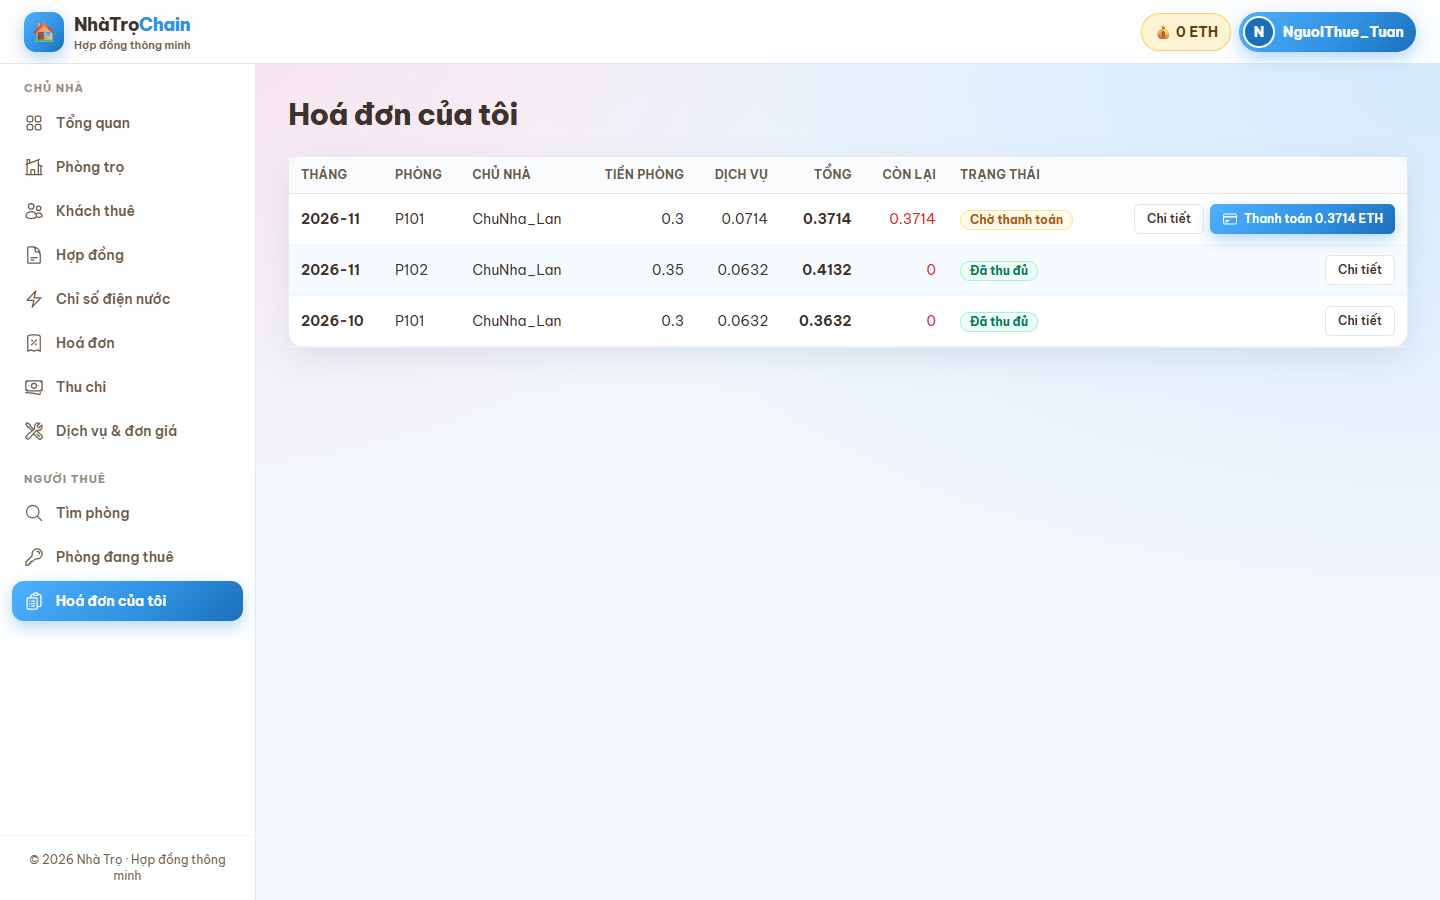 NhàTrọChain
Hợp đồng thông minh
0 ETH
N
NguoiThue_Tuan
CHỦ NHÀ
Tổng quan
Phòng trọ
Khách thuê
Hợp đồng
Chỉ số điện nước
Hoá đơn
Thu chi
Dịch vụ & đơn giá
NGƯỜI THUÊ
Tìm phòng
Phòng đang thuê
Hoá đơn của tôi
© 2026 Nhà Trọ · Hợp đồng thông
minh
Hoá đơn của tôi
THÁNG PHÒNG CHỦ NHÀ TIỀN PHÒNG DỊCH VỤ TỔNG CÒN LẠI TRẠNG THÁI
2026-11 P101 ChuNha_Lan 0.3 0.0714 0.3714 0.3714 Chờ thanh toán Chi tiết Thanh toán 0.3714 ETH
2026-11 P102 ChuNha_Lan 0.35 0.0632 0.4132 0 Đã thu đủ Chi tiết
2026-10 P101 ChuNha_Lan 0.3 0.0632 0.3632 0 Đã thu đủ Chi tiết